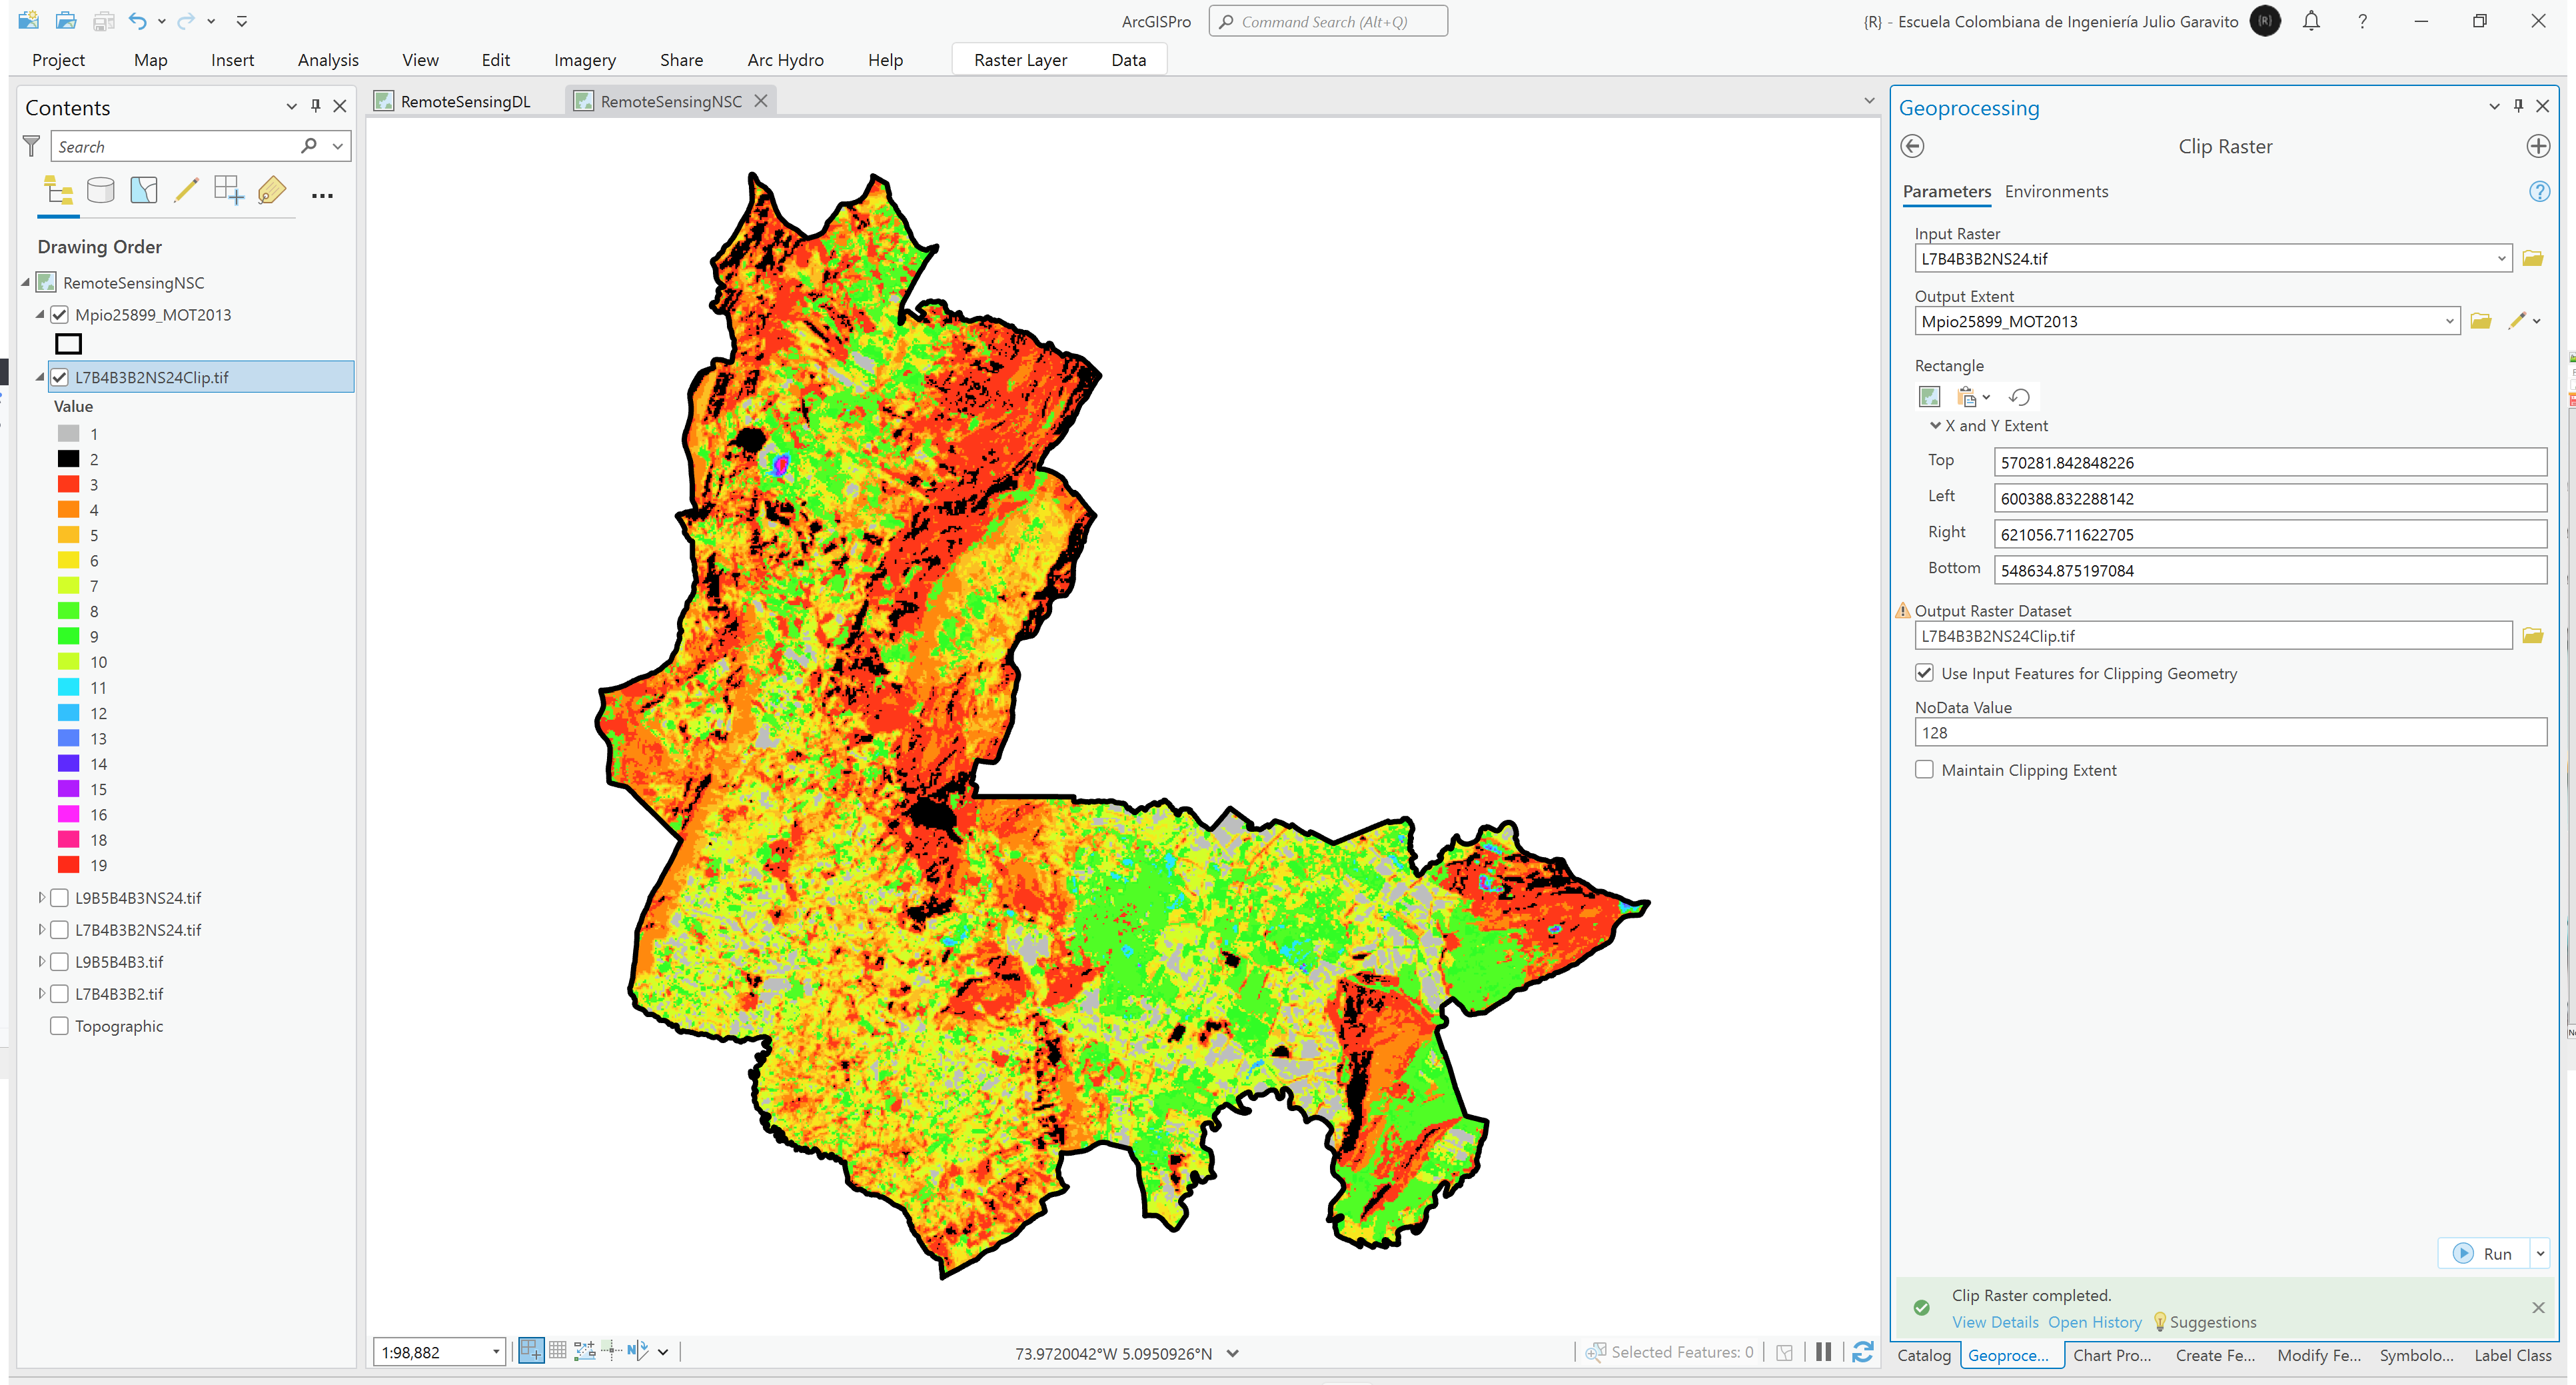 ArcGISPro
Command Search (Alt+Q)
{R} - Escuela Colombiana de Ingeniería Julio Garavito
{R}
?
Project
Map
Insert
Analysis
View
Edit
Imagery
Share
Arc Hydro
Help
Raster Layer
Data
Contents
Search
Drawing Order
RemoteSensingNSC
Mpio25899_MOT2013
L7B4B3B2NS24Clip.tif
Value
1
2
3
4
5
6
7
8
9
10
11
12
13
14
15
16
18
19
L9B5B4B3NS24.tif
L7B4B3B2NS24.tif
L9B5B4B3.tif
L7B4B3B2.tif
Topographic
RemoteSensingDL
RemoteSensingNSC
1:98,882
73.9720042°W 5.0950926°N
Selected Features: 0
Geoprocessing
Clip Raster
Parameters
Environments
?
Input Raster
L7B4B3B2NS24.tif
Output Extent
Mpio25899_MOT2013
Rectangle
X and Y Extent
Top
570281.842848226
Left
600388.832288142
Right
621056.711622705
Bottom
548634.875197084
Output Raster Dataset
L7B4B3B2NS24Clip.tif
Use Input Features for Clipping Geometry
NoData Value
128
Maintain Clipping Extent
Run
Clip Raster completed.
View Details
Open History
Suggestions
Catalog
Geoproce...
Chart Pro...
Create Fe...
Modify Fe...
Symbolo...
Label Class